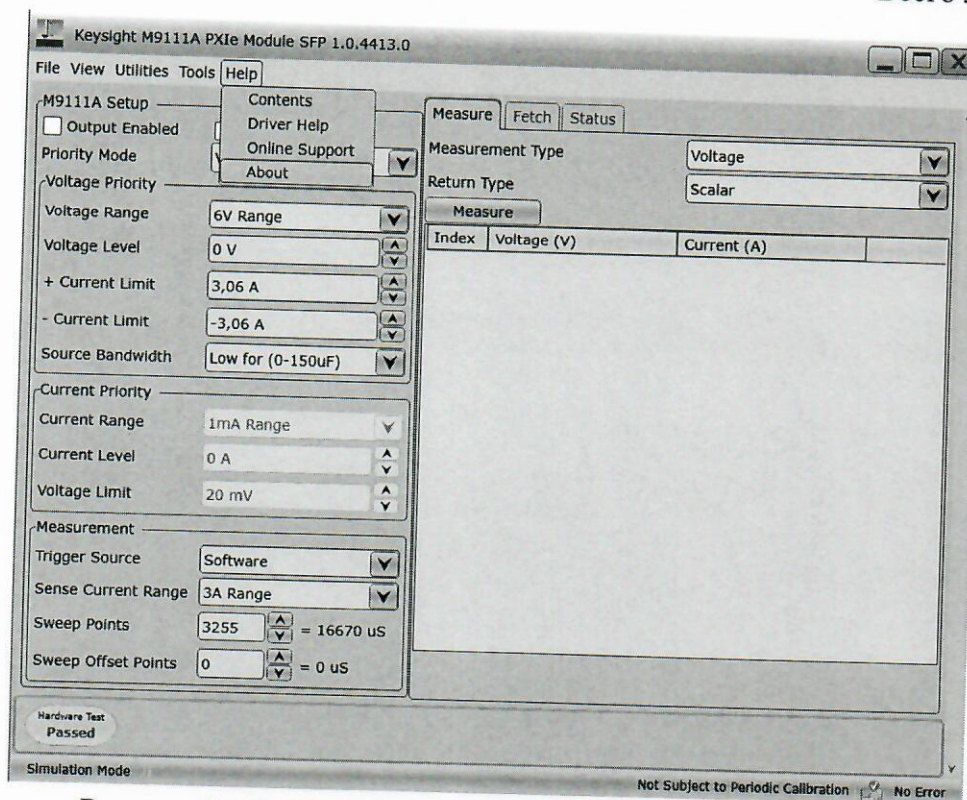 Keysight M9111A PXIe Module SFP 1.0.4413.0
File View Utilities Tools Help
Contents
Driver Help
Online Support
About
M9111A Setup
Output Enabled
Priority Mode
Voltage Priority
Voltage Range 6V Range
Voltage Level 0 V
+ Current Limit 3,06 A
- Current Limit -3,06 A
Source Bandwidth Low for (0-150uF)
Current Priority
Current Range 1mA Range
Current Level 0 A
Voltage Limit 20 mV
Measurement
Trigger Source Software
Sense Current Range 3A Range
Sweep Points 3255 = 16670 uS
Sweep Offset Points 0 = 0 uS
Measure Fetch Status
Measurement Type Voltage
Return Type Scalar
Measure
Index Voltage (V) Current (A)
Hardware Test
Passed
Simulation Mode Not Subject to Periodic Calibration No Error